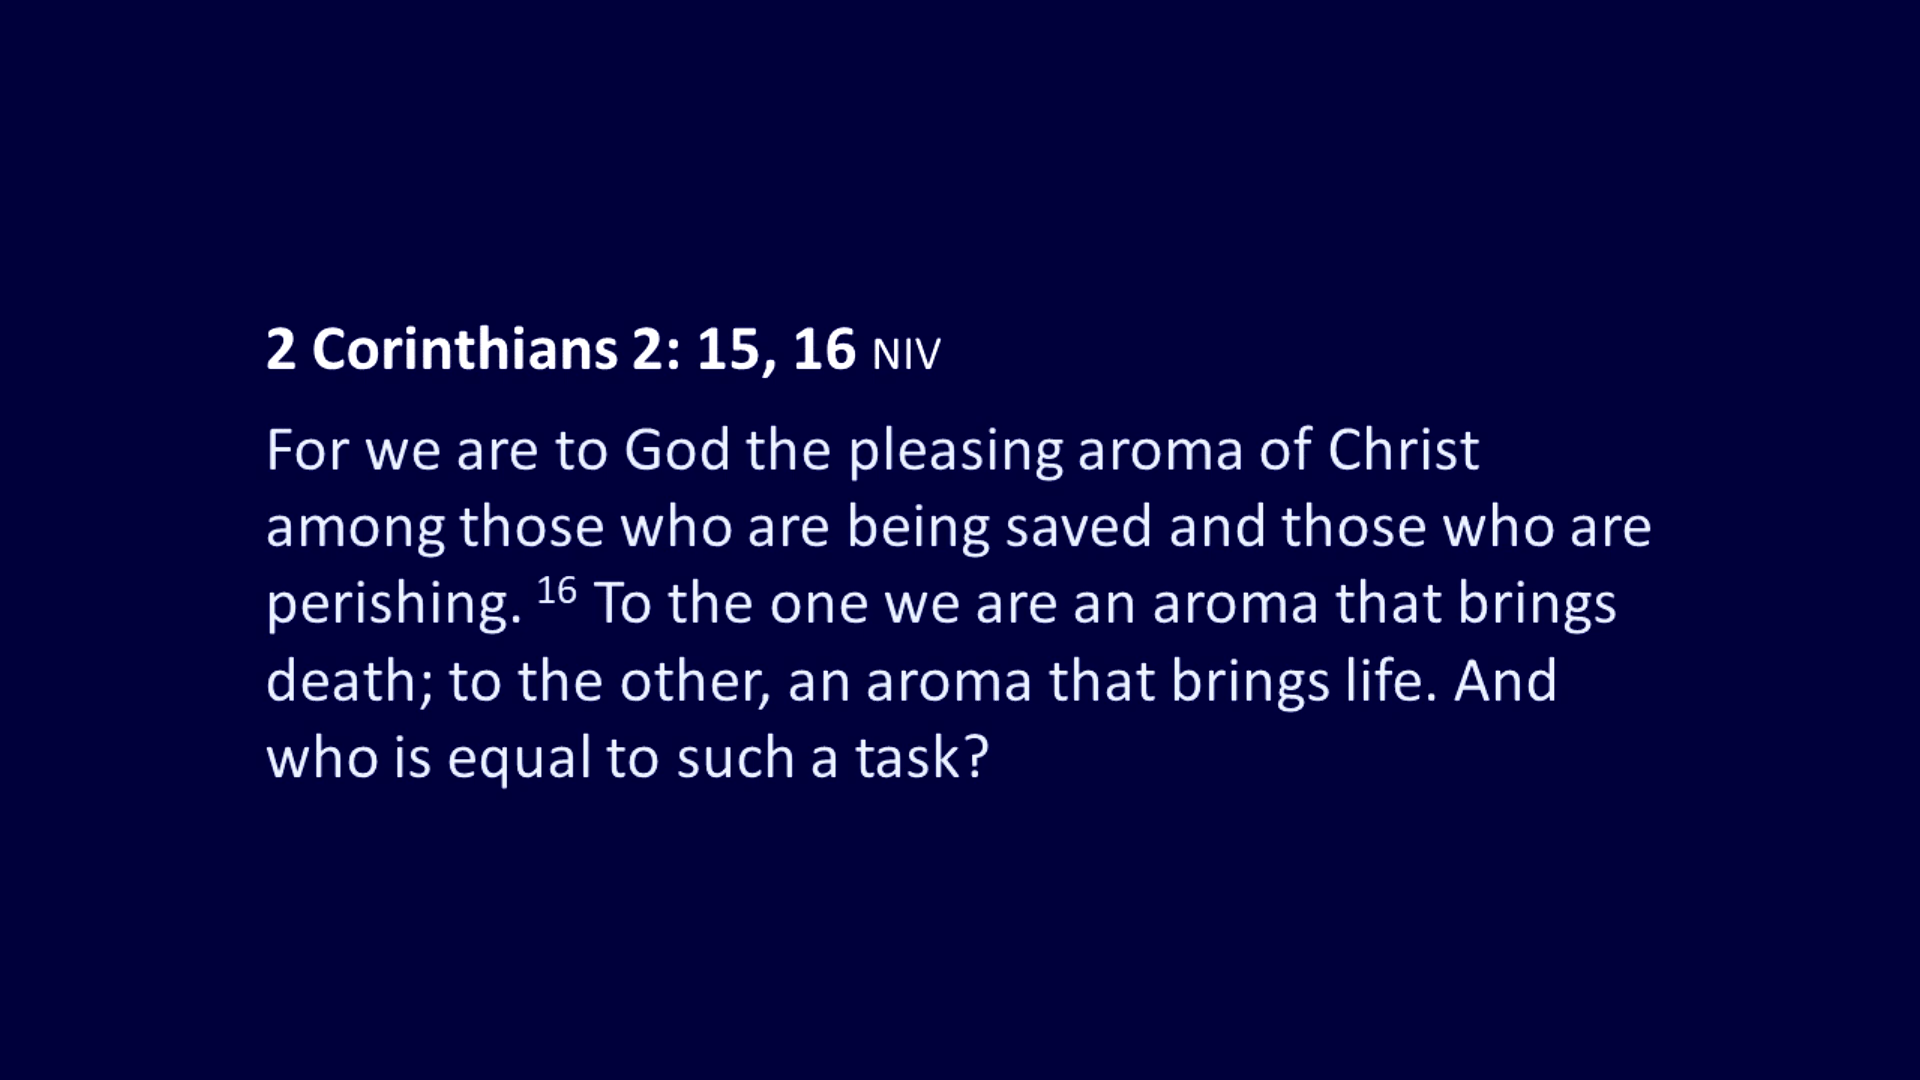 2 Corinthians 2: 15, 16 NIV
For we are to God the pleasing aroma of Christ
among those who are being saved and those who are
perishing. 16 To the one we are an aroma that brings
death; to the other, an aroma that brings life. And
who is equal to such a task?